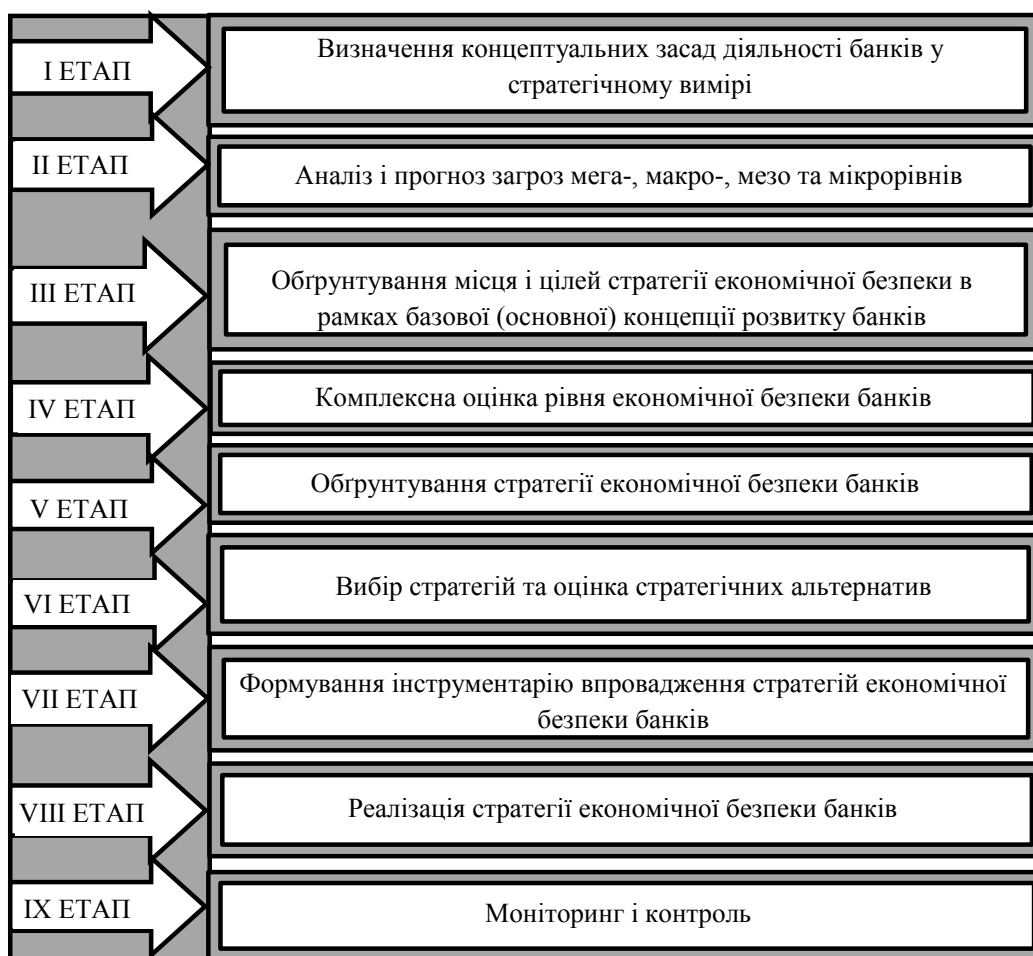 І ЕТАП
Визначення концептуальних засад діяльності банків у
стратегічному вимірі
ІІ ЕТАП
Аналіз і прогноз загроз мега-, макро-, мезо та мікрорівнів
ІІІ ЕТАП
Обґрунтування місця і цілей стратегії економічної безпеки в
рамках базової (основної) концепції розвитку банків
IV ЕТАП
Комплексна оцінка рівня економічної безпеки банків
V ЕТАП
Обґрунтування стратегії економічної безпеки банків
VI ЕТАП
Вибір стратегій та оцінка стратегічних альтернатив
VII ЕТАП
Формування інструментарію впровадження стратегій економічної
безпеки банків
VIII ЕТАП
Реалізація стратегії економічної безпеки банків
IX ЕТАП
Моніторинг і контроль